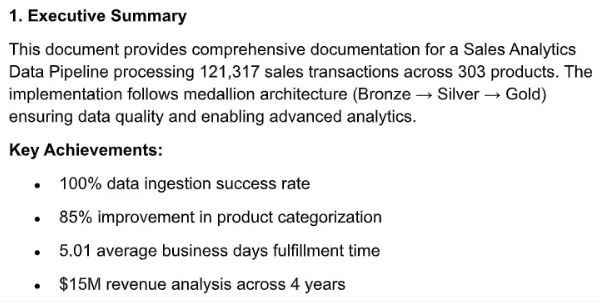 1. Executive Summary
This document provides comprehensive documentation for a Sales Analytics
Data Pipeline processing 121,317 sales transactions across 303 products. The
implementation follows medallion architecture (Bronze → Silver → Gold)
ensuring data quality and enabling advanced analytics.
Key Achievements:
• 100% data ingestion success rate
• 85% improvement in product categorization
• 5.01 average business days fulfillment time
• $15M revenue analysis across 4 years